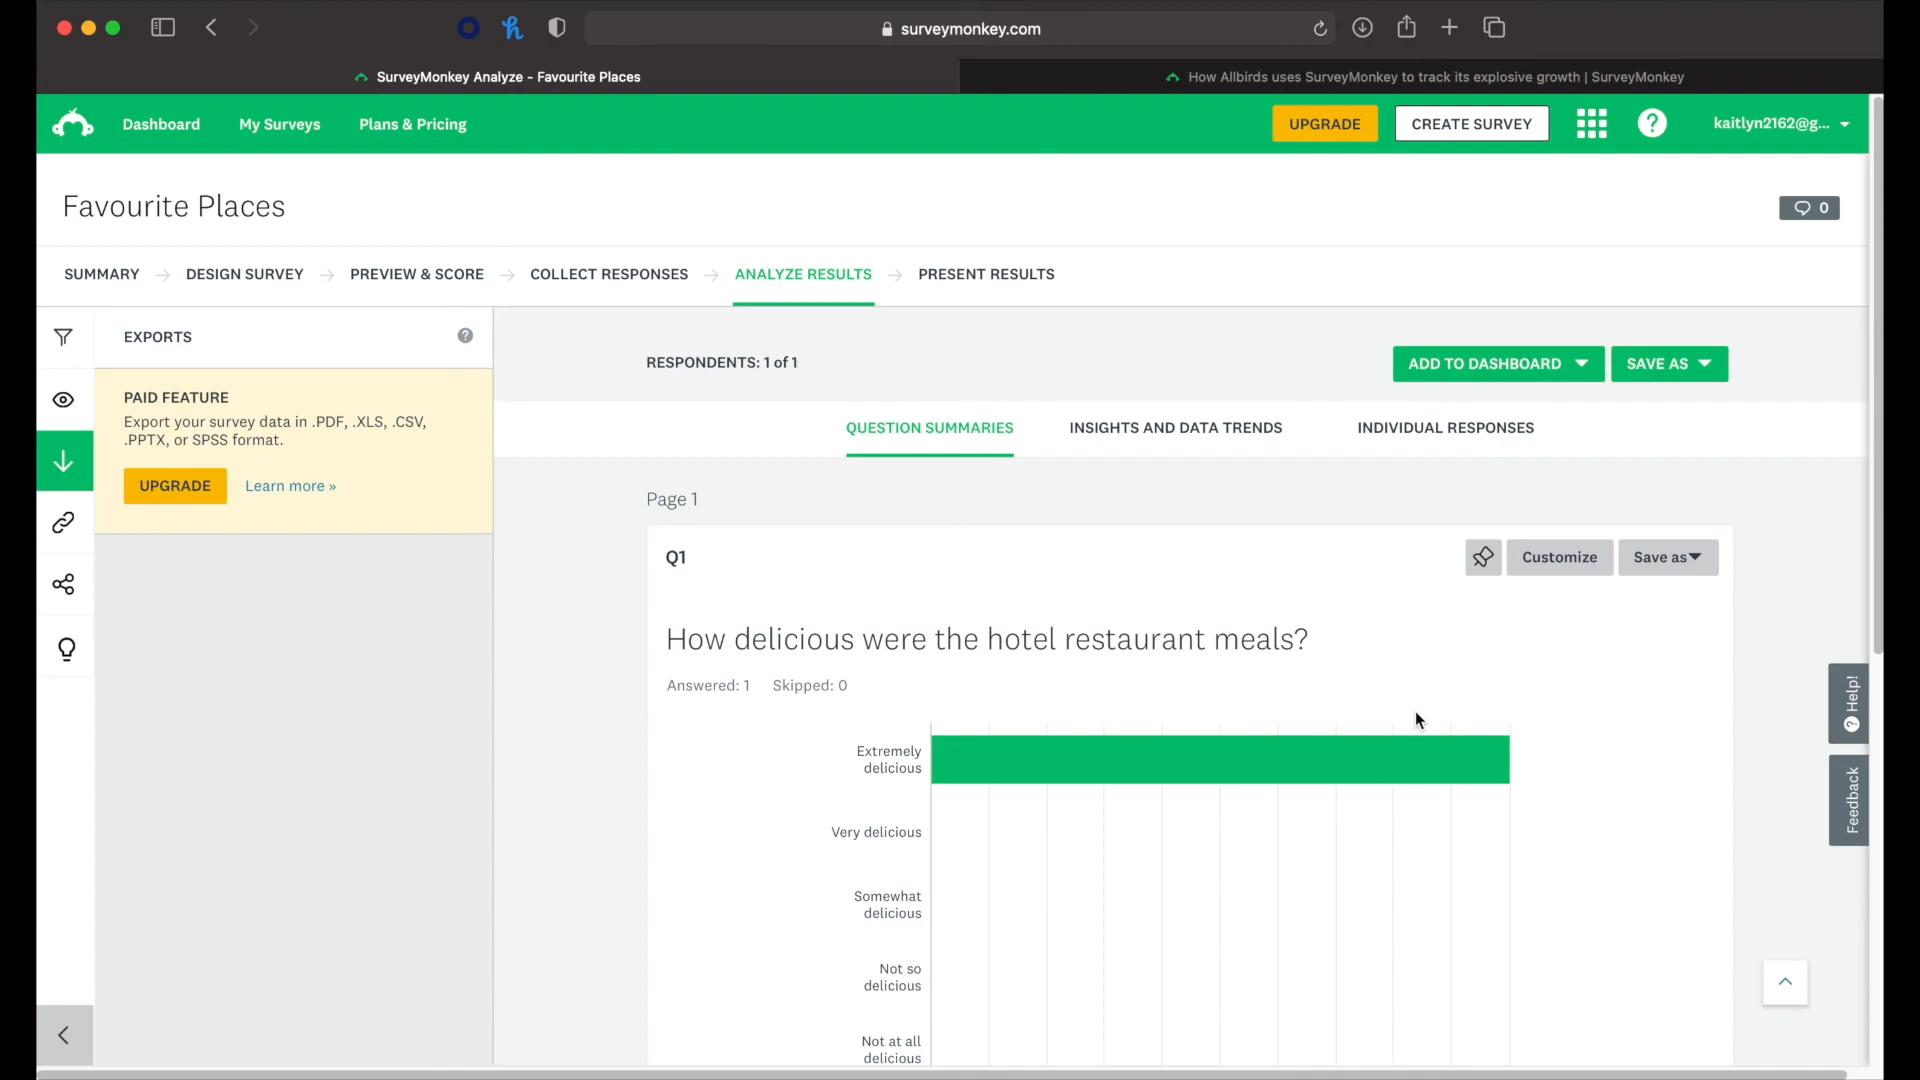 surveymonkey.com
SurveyMonkey Analyze - Favourite Places
How Allbirds uses SurveyMonkey to track its explosive growth | SurveyMonkey
Dashboard
My Surveys
Plans & Pricing
UPGRADE
CREATE SURVEY
?
kaitlyn2162@g...
Favourite Places
0
SUMMARY
DESIGN SURVEY
PREVIEW & SCORE
COLLECT RESPONSES
ANALYZE RESULTS
PRESENT RESULTS
EXPORTS
?
PAID FEATURE
Export your survey data in .PDF, .XLS, .CSV,
.PPTX, or SPSS format.
UPGRADE
Learn more »
RESPONDENTS: 1 of 1
ADD TO DASHBOARD
SAVE AS
QUESTION SUMMARIES
INSIGHTS AND DATA TRENDS
INDIVIDUAL RESPONSES
Page 1
Q1
Customize
Save as
How delicious were the hotel restaurant meals?
Answered: 1
Skipped: 0
Extremely
delicious
Very delicious
Somewhat
delicious
Not so
delicious
Not at all
delicious
? Help!
Feedback